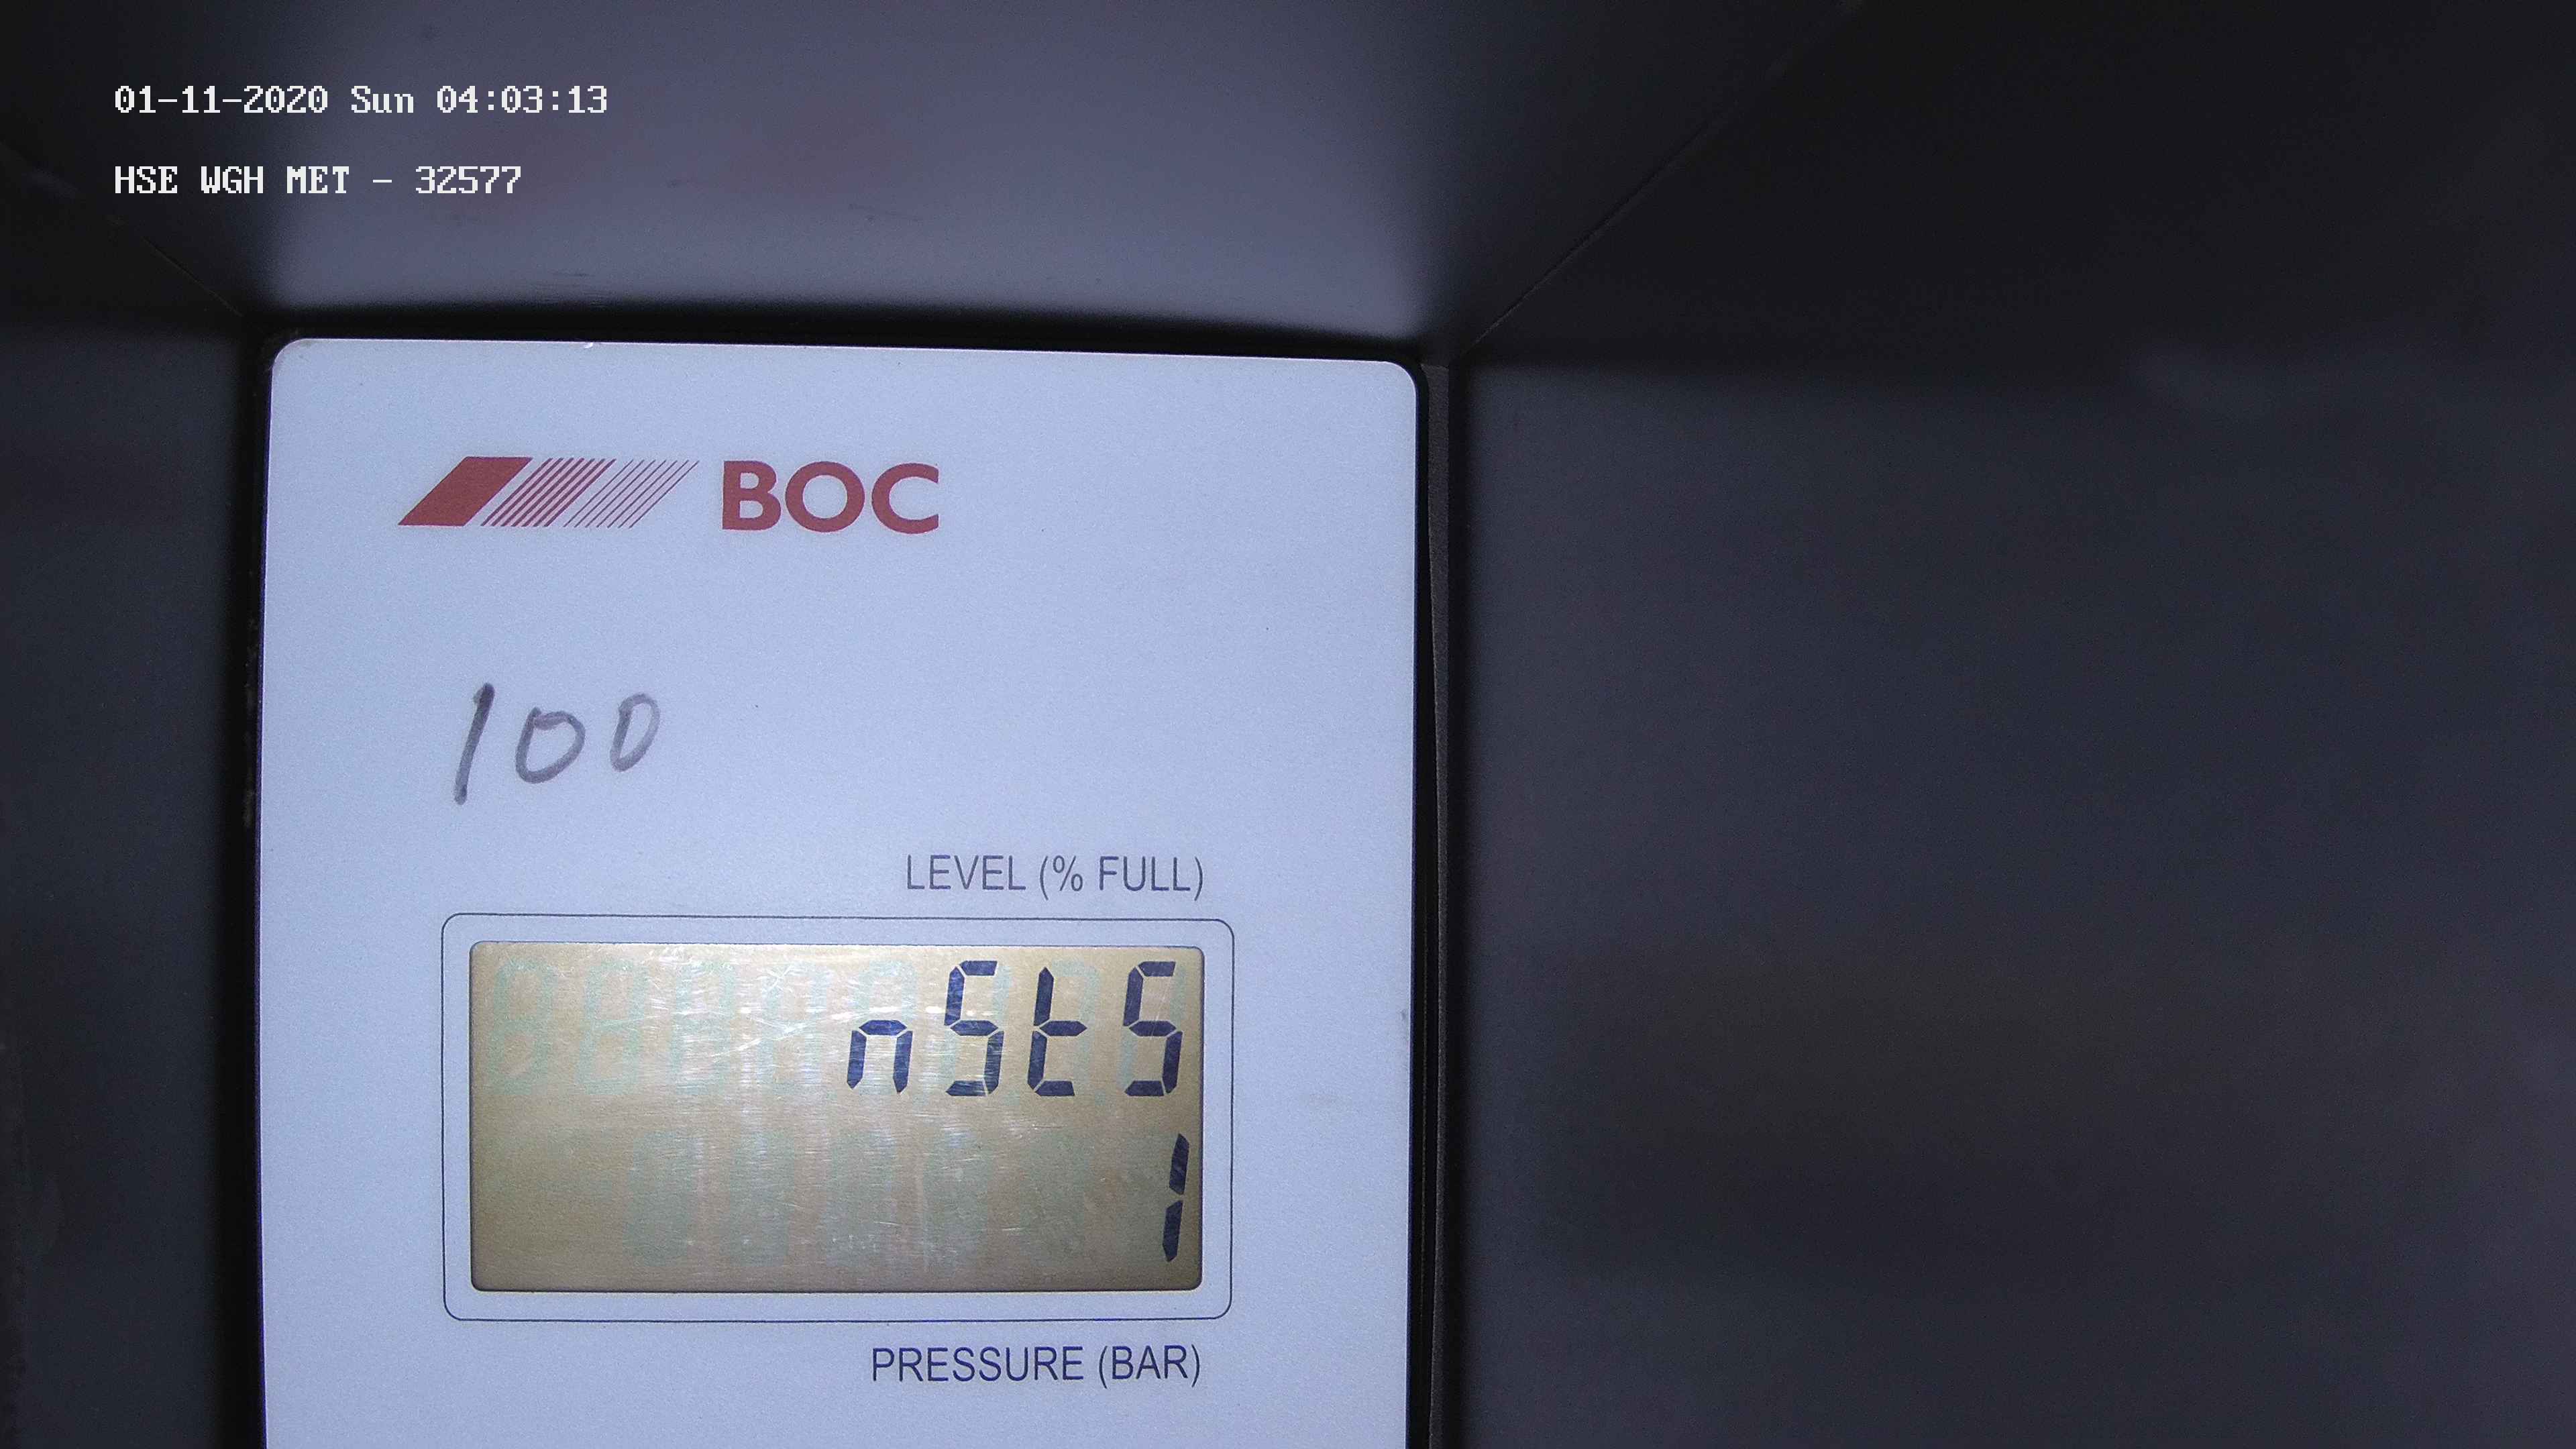 01-11-2020 Sun 04:03:13
HSE WGH MET - 32577
BOC
100
LEVEL (% FULL)
nStS
1
PRESSURE (BAR)